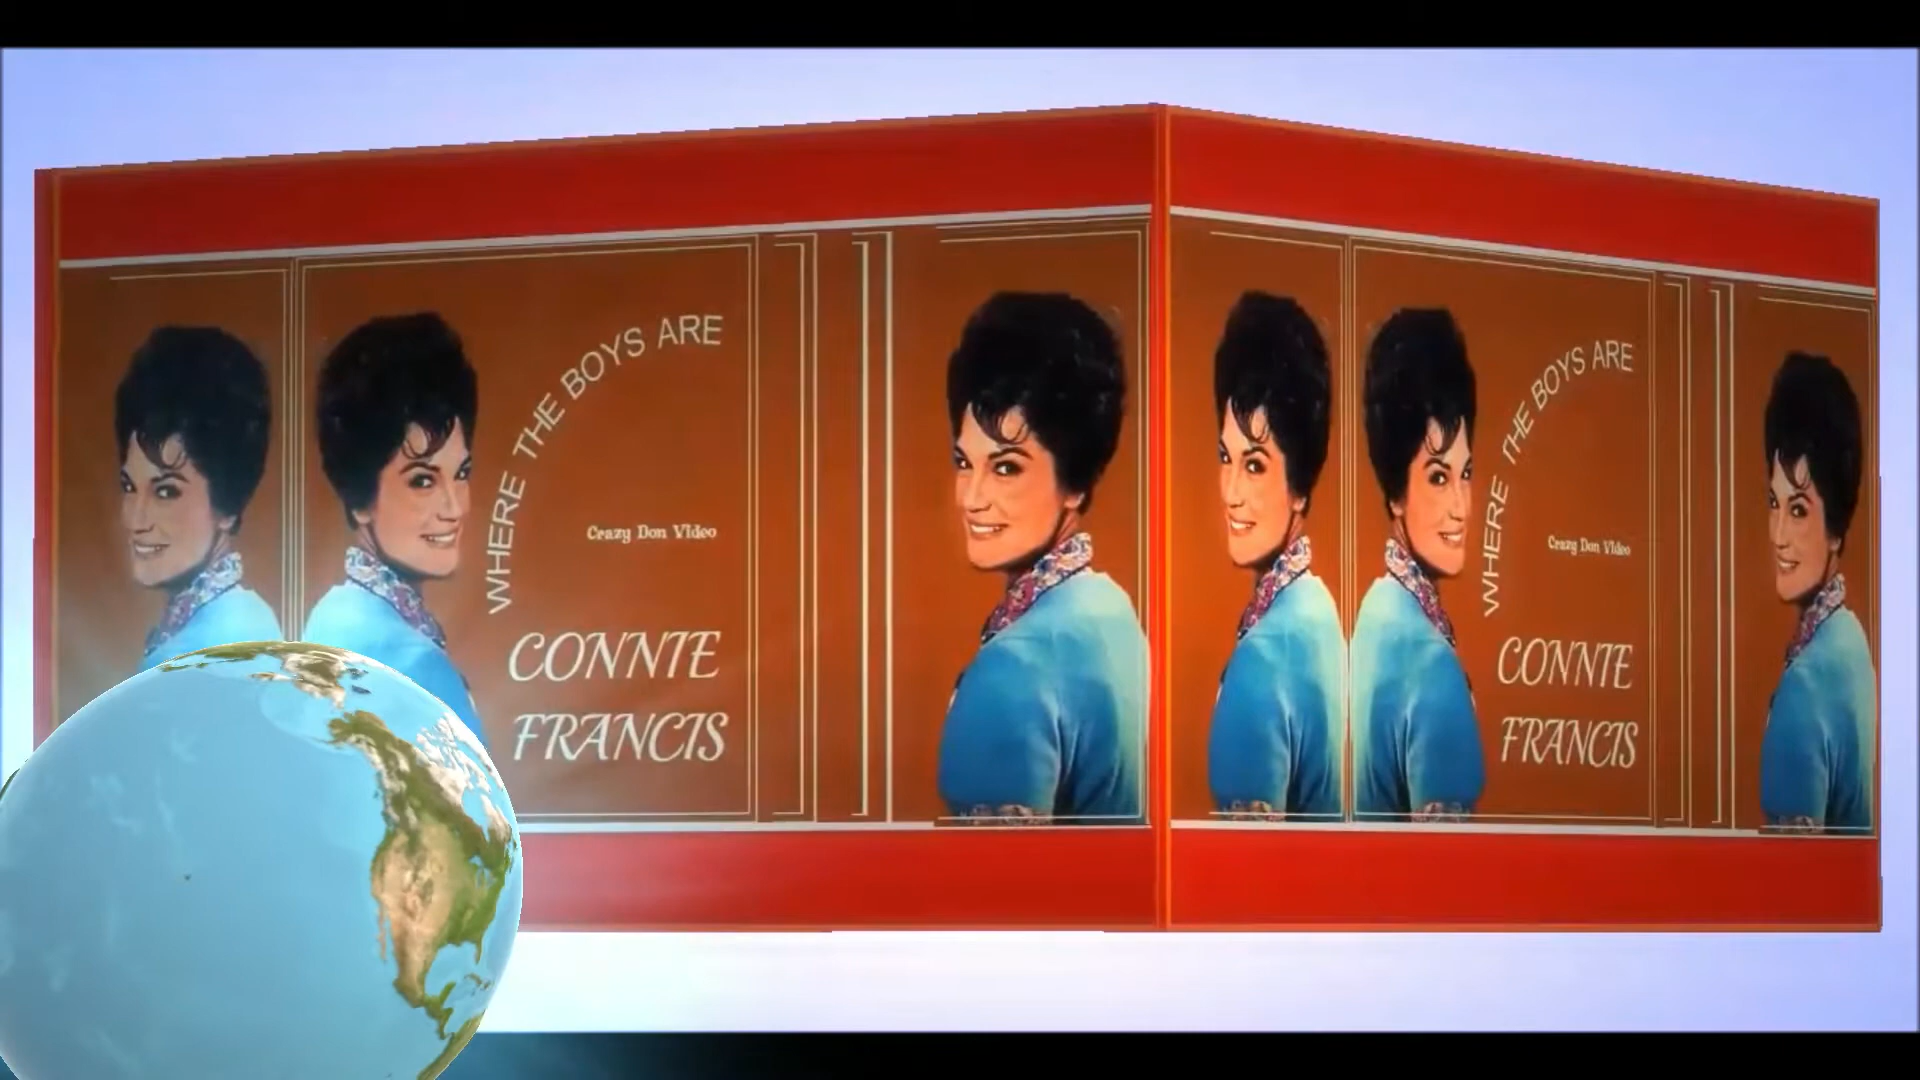 WHERE THE BOYS ARE
Crazy Don Video
CONNIE
FRANCIS
WHERE THE BOYS ARE
Crazy Don Video
CONNIE
FRANCIS